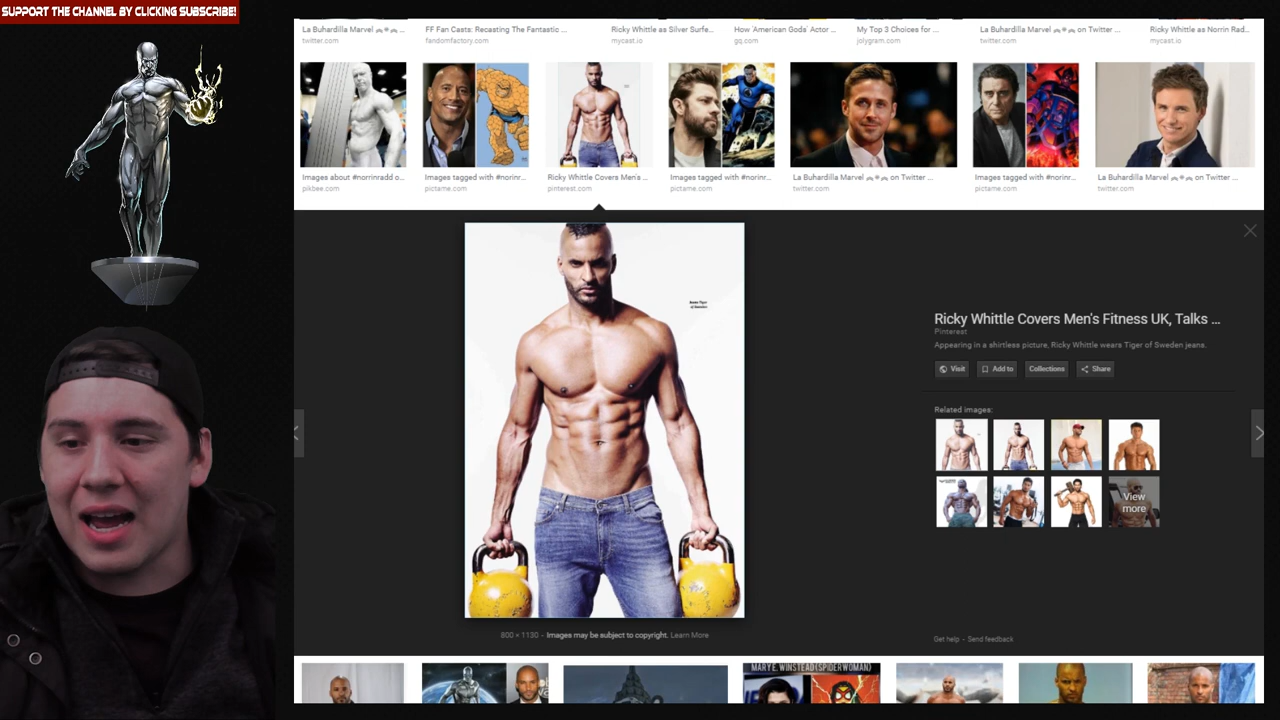 SUPPORT THE CHANNEL BY CLICKING SUBSCRIBE!
La Buhardilla Marvel ...
twitter.com
FF Fan Casts: Recasting The Fantastic ...
fandomfactory.com
Ricky Whittle as Silver Surfe...
mycast.io
How 'American Gods' Actor ...
gq.com
My Top 3 Choices for ...
jolygram.com
La Buhardilla Marvel on Twitter ...
twitter.com
Ricky Whittle as Norrin Rad...
mycast.io
Images about #norrinradd o...
pikbee.com
Images tagged with #norinr...
pictame.com
Ricky Whittle Covers Men's ...
pinterest.com
Images tagged with #norinr...
pictame.com
La Buhardilla Marvel on Twitter ...
twitter.com
Images tagged with #norinr...
pictame.com
La Buhardilla Marvel on Twitter ...
twitter.com
Ricky Whittle Covers Men's Fitness UK, Talks ...
Pinterest
Appearing in a shirtless picture, Ricky Whittle wears Tiger of Sweden jeans.
Visit
Add to
Collections
Share
Related images:
View
more
800 × 1130 - Images may be subject to copyright. Learn More
Get help - Send feedback
MARY E. WINSTEAD (SPIDERWOMAN)